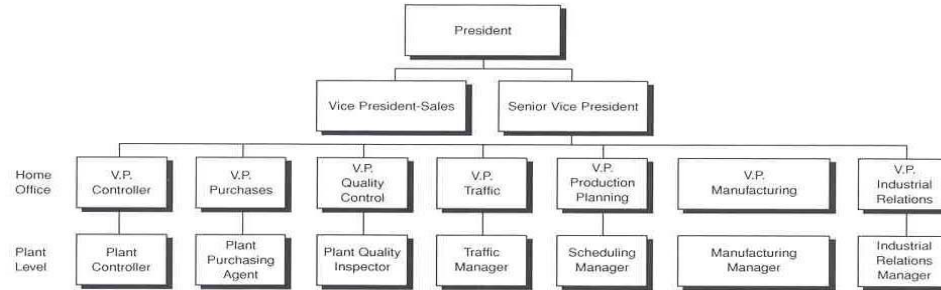 President
Vice President-Sales
Senior Vice President
Home
Office
V.P.
Controller
V.P.
Purchases
V.P.
Quality
Control
V.P.
Traffic
V.P.
Production
Planning
V.P.
Manufacturing
V.P.
Industrial
Relations
Plant
Level
Plant
Controller
Plant
Purchasing
Agent
Plant Quality
Inspector
Traffic
Manager
Scheduling
Manager
Manufacturing
Manager
Industrial
Relations
Manager